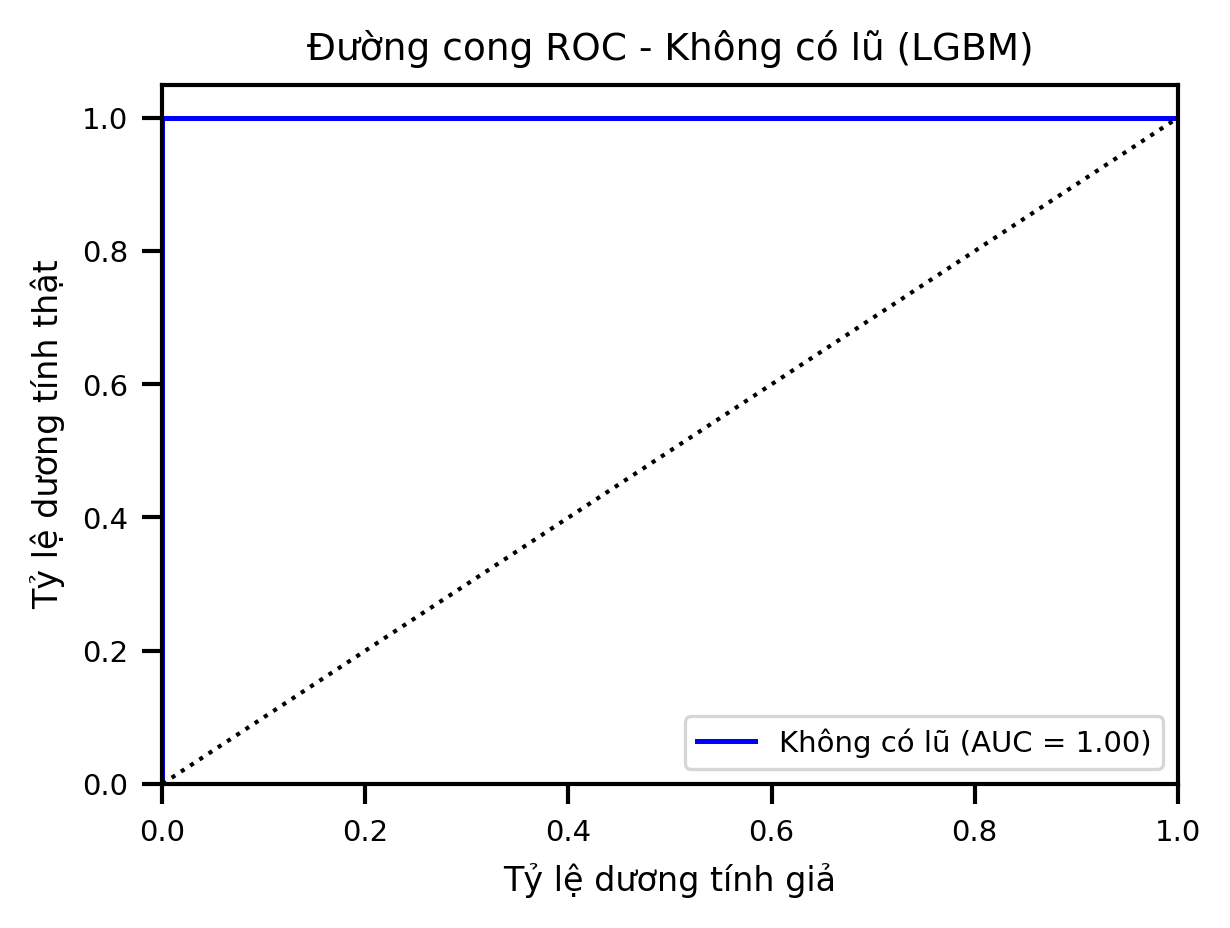 Đường cong ROC - Không có lũ (LGBM)
Tỷ lệ dương tính thật
1.0
0.8
0.6
0.4
0.2
0.0
Không có lũ (AUC = 1.00)
0.0 0.2 0.4 0.6 0.8 1.0
Tỷ lệ dương tính giả